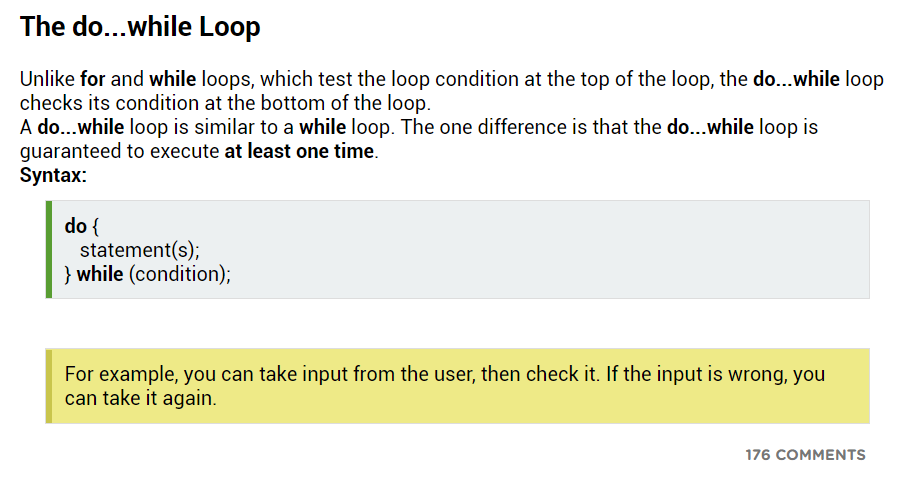 The do...while Loop
Unlike for and while loops, which test the loop condition at the top of the loop, the do...while loop
checks its condition at the bottom of the loop.
A do...while loop is similar to a while loop. The one difference is that the do...while loop is
guaranteed to execute at least one time.
Syntax:
do {
statement(s);
} while (condition);
For example, you can take input from the user, then check it. If the input is wrong, you
can take it again.
176 COMMENTS